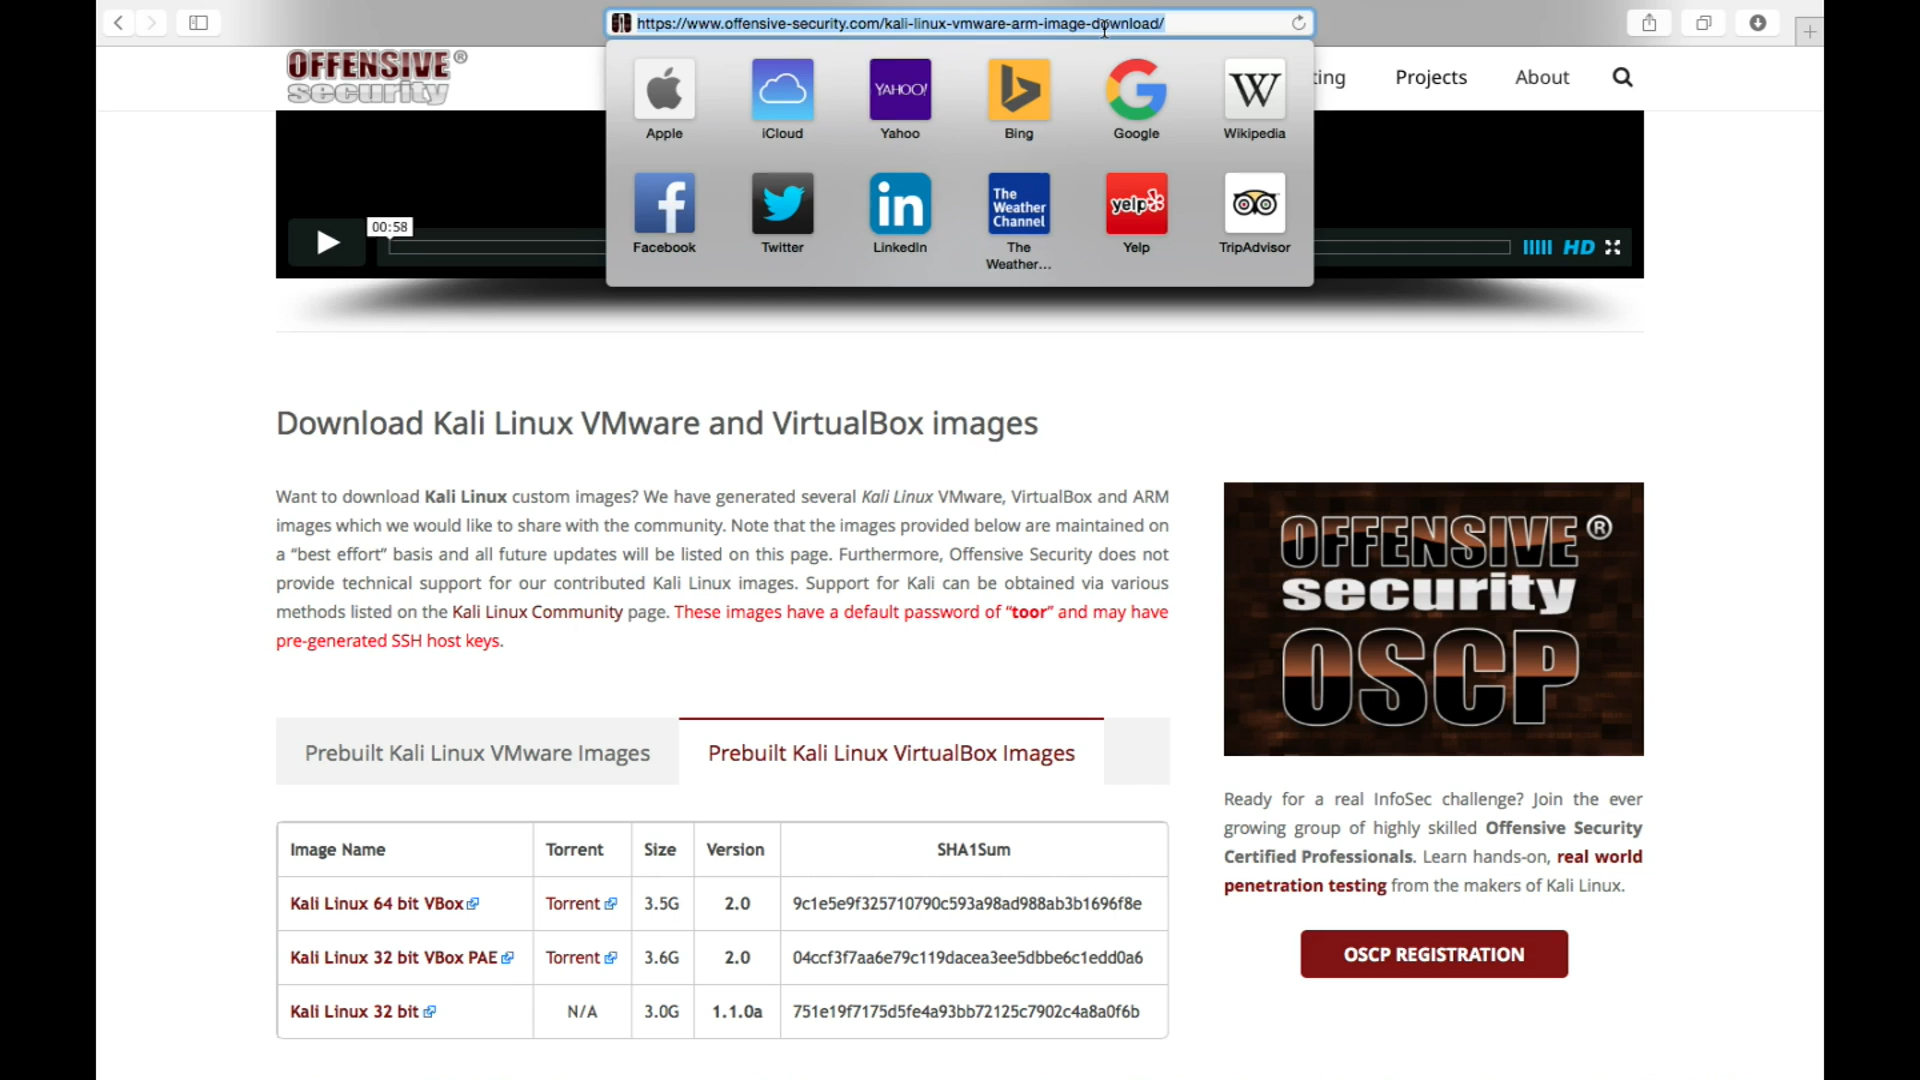 https://www.offensive-security.com/kali-linux-vmware-arm-image-download/
OFFENSIVE®
security
ting
Projects
About
Apple
iCloud
YAHOO!
Yahoo
Bing
Google
W
Wikipedia
Facebook
Twitter
in
LinkedIn
The
Weather
Channel
The
Weather...
yelp
Yelp
TripAdvisor
00:58
HD
Download Kali Linux VMware and VirtualBox images
Want to download Kali Linux custom images? We have generated several Kali Linux VMware, VirtualBox and ARM
images which we would like to share with the community. Note that the images provided below are maintained on
a “best effort” basis and all future updates will be listed on this page. Furthermore, Offensive Security does not
provide technical support for our contributed Kali Linux images. Support for Kali can be obtained via various
methods listed on the Kali Linux Community page. These images have a default password of “toor” and may have
pre-generated SSH host keys.
OFFENSIVE®
security
OSCP
Prebuilt Kali Linux VMware Images
Prebuilt Kali Linux VirtualBox Images
Image Name Torrent Size Version SHA1Sum
Kali Linux 64 bit VBox Torrent 3.5G 2.0 9c1e5e9f325710790c593a98ad988ab3b1696f8e
Kali Linux 32 bit VBox PAE Torrent 3.6G 2.0 04ccf3f7aa6e79c119dacea3ee5dbbe6c1edd0a6
Kali Linux 32 bit N/A 3.0G 1.1.0a 751e19f7175d5fe4a93bb72125c7902c4a8a0f6b
Ready for a real InfoSec challenge? Join the ever
growing group of highly skilled Offensive Security
Certified Professionals. Learn hands-on, real world
penetration testing from the makers of Kali Linux.
OSCP REGISTRATION